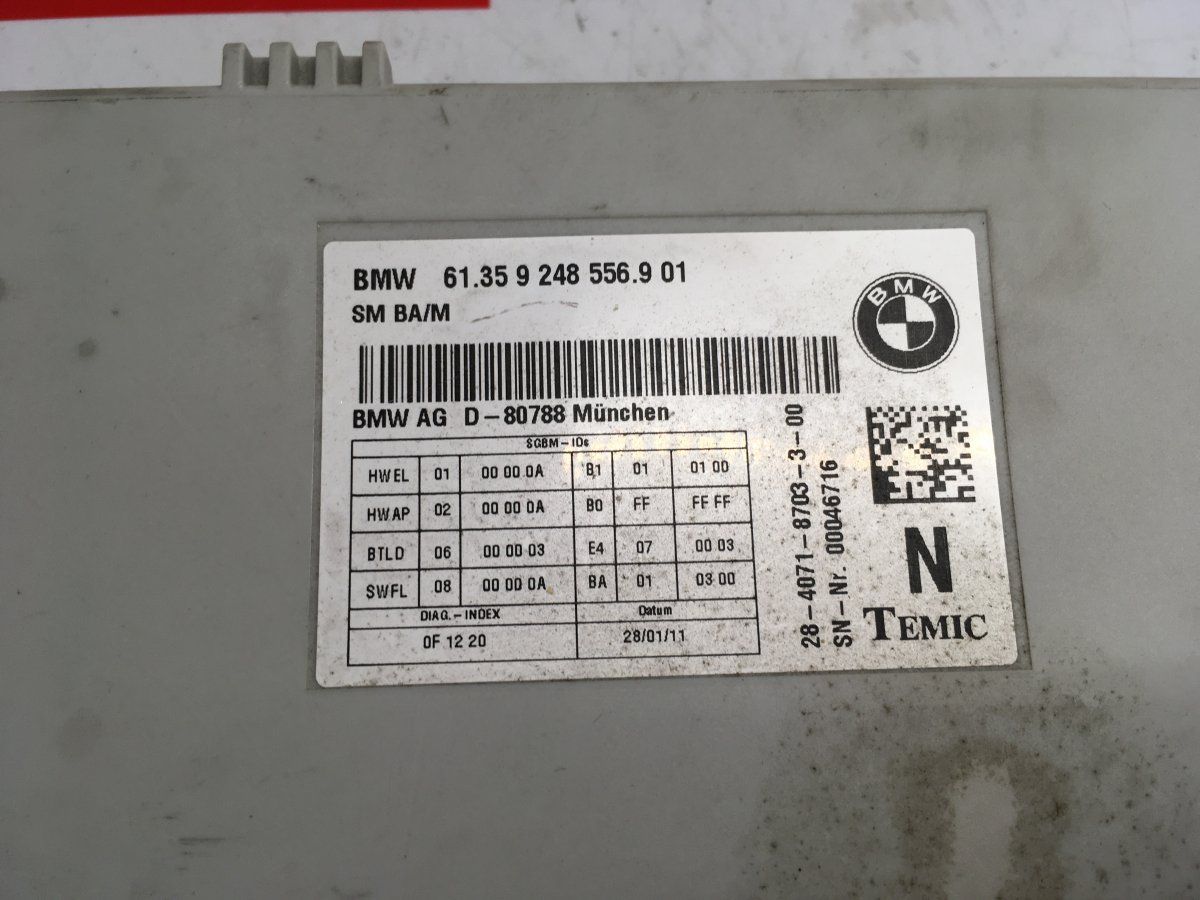 BMW 61.35 9 248 556.9 01
SM BA/M
BMW
BMW AG D-80788 München
SGBM-IDs
HWEL 01 00 00 0A B1 01 01 00
HWAP 02 00 00 0A B0 FF FF FF
BTLD 06 00 00 03 E4 07 00 03
SWFL 08 00 00 0A BA 01 03 00
DIAG.-INDEX Datum
0F 12 20 28/01/11
28-4071-8703-3-00
SN-Nr. 00046716
N
TEMIC